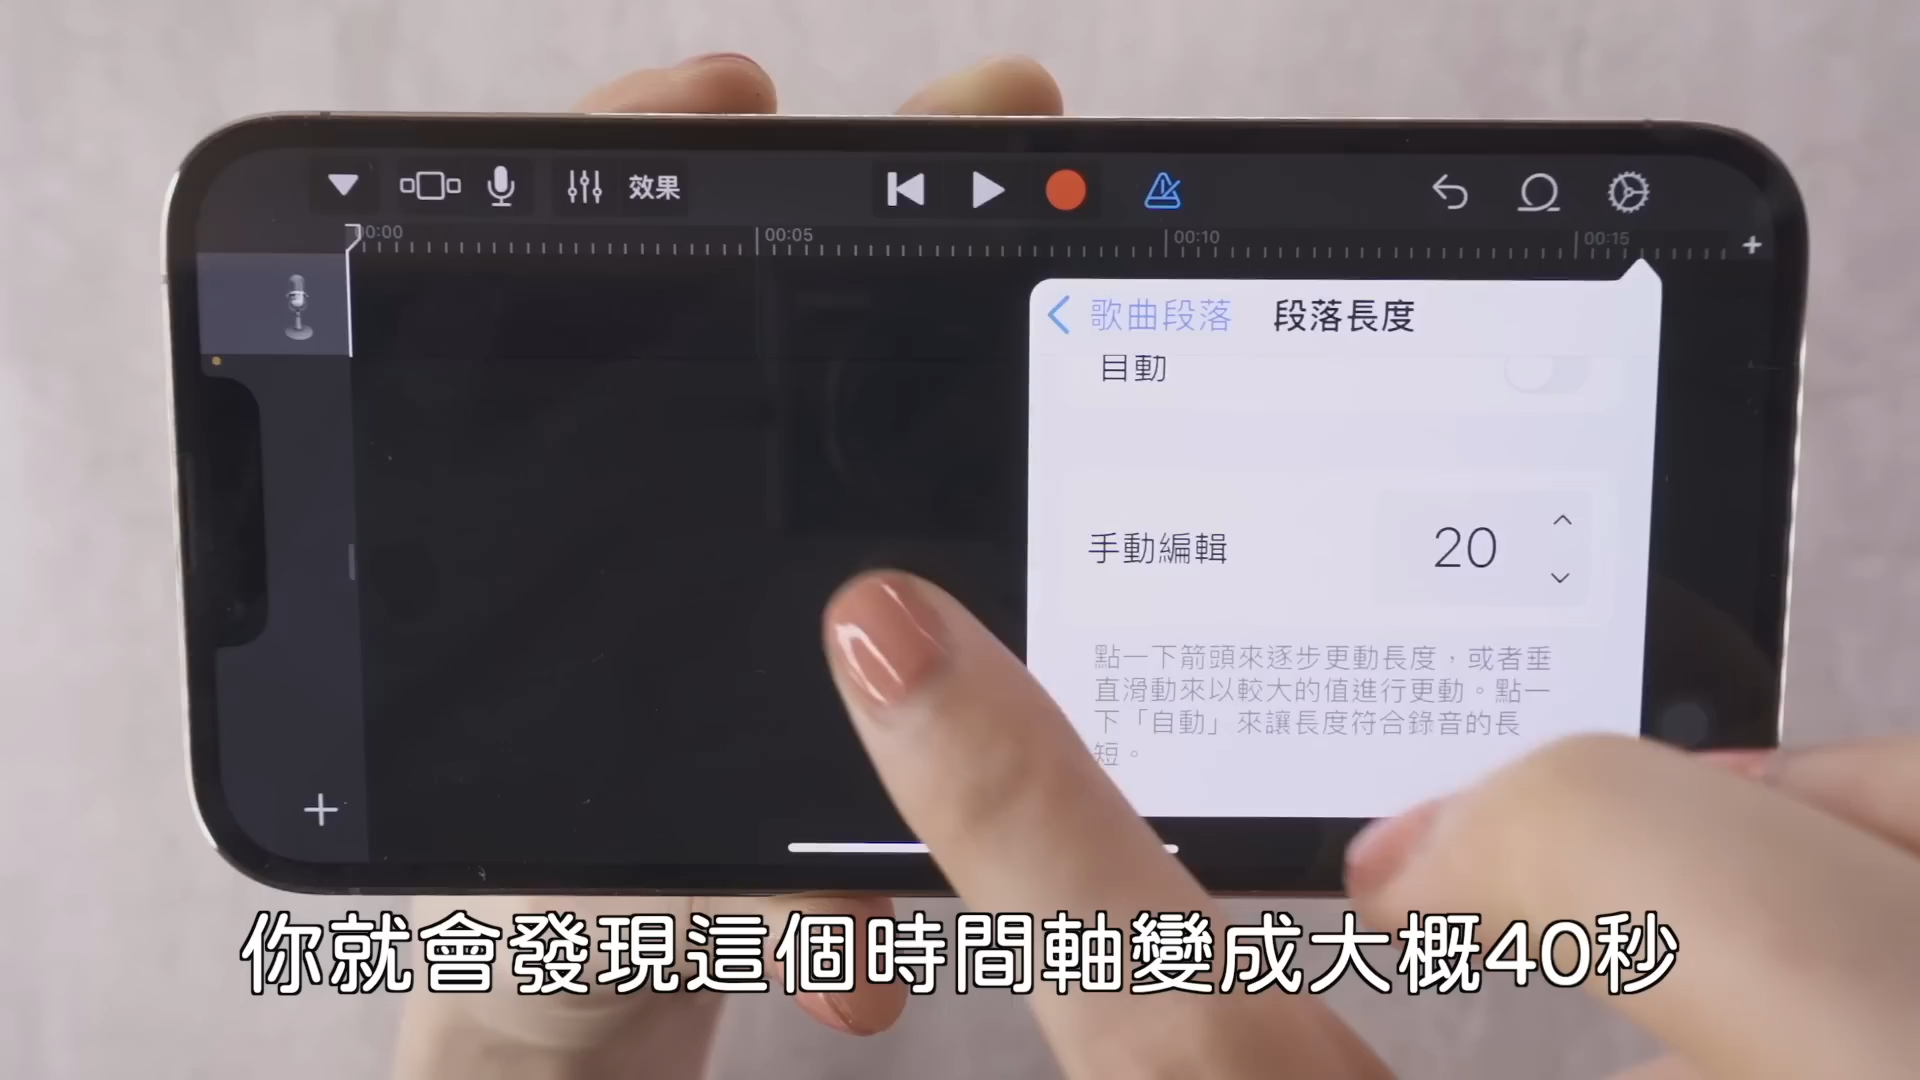 效果
00:00
00:05
00:10
00:15
歌曲段落 段落長度
自動
手動編輯 20
點一下箭頭來逐步更動長度，或者垂
直滑動來以較大的值進行更動。點一
下「自動」來讓長度符合錄音的長
短。
你就會發現這個時間軸變成大概40秒